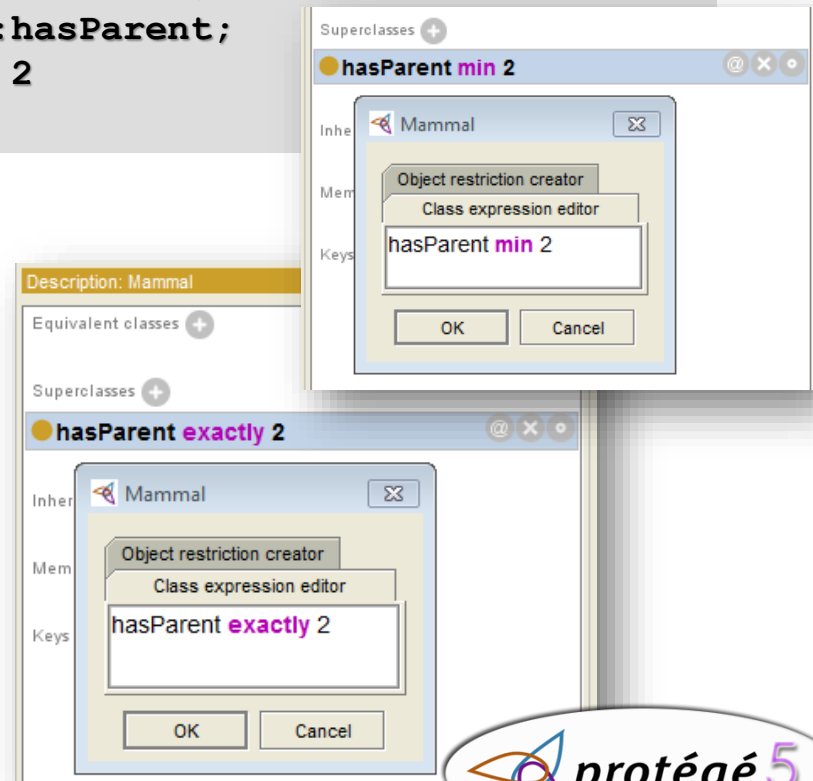 :hasParent;
2
Superclasses
hasParent min 2
Inhe
Mammal
Mem
Object restriction creator
Class expression editor
Keys
hasParent min 2
OK Cancel
Description: Mammal
Equivalent classes
Superclasses
hasParent exactly 2
Inher
Mammal
Mem
Object restriction creator
Class expression editor
Keys
hasParent exactly 2
OK Cancel
protégé 5